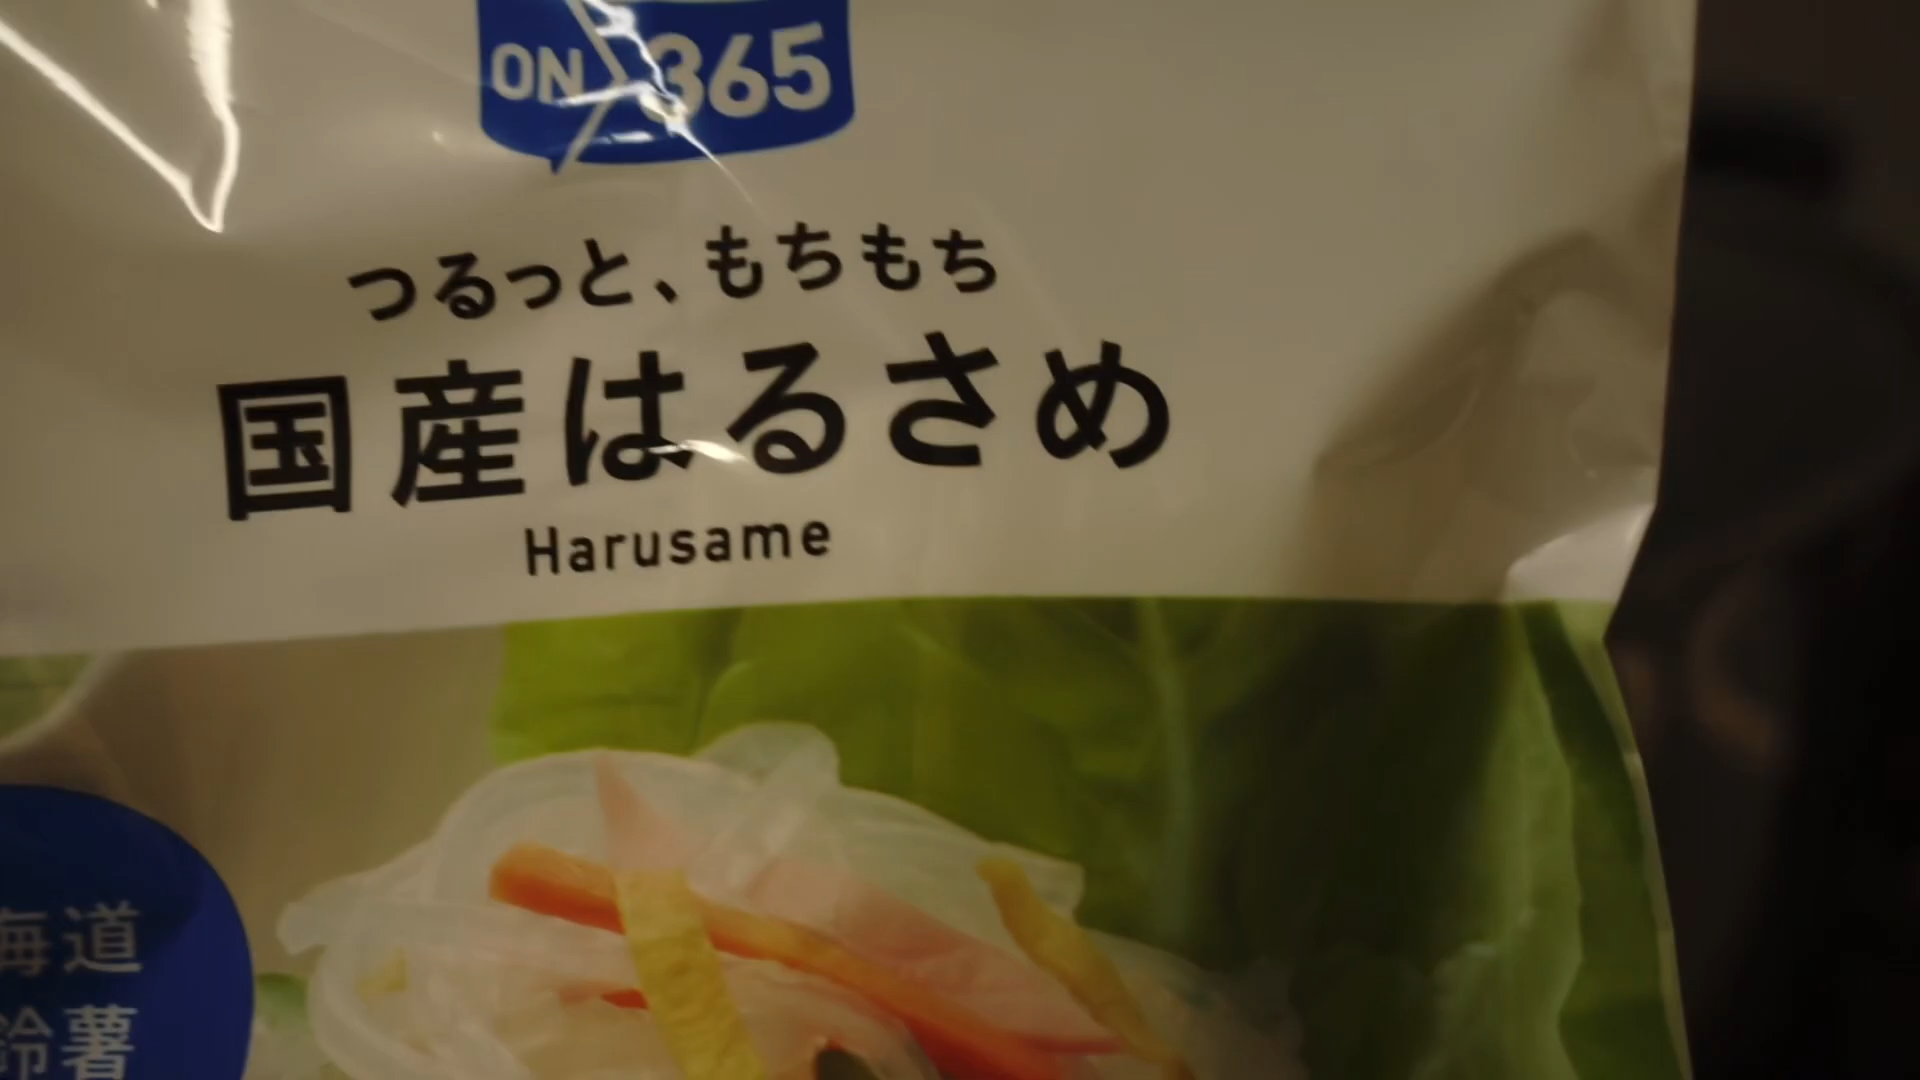 ON 365
つるっと、もちもち
国産はるさめ
Harusame
海道
鈴薯